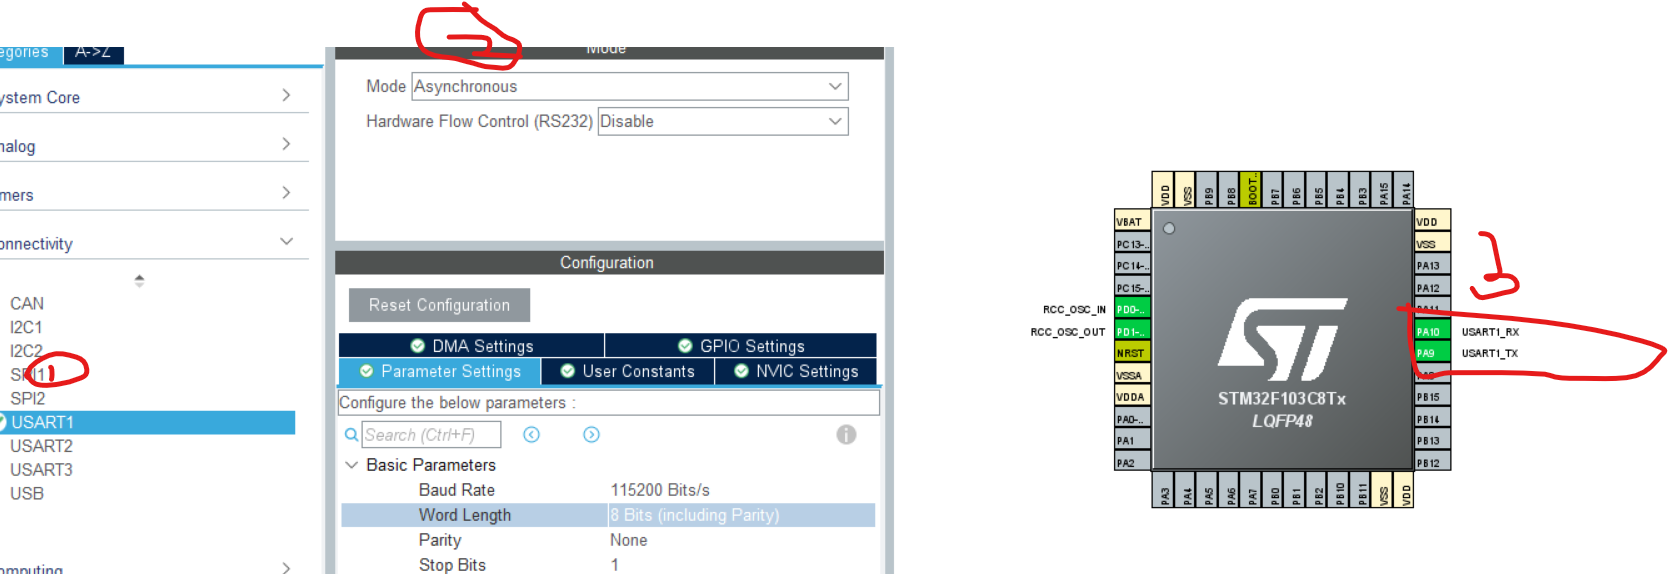 egories A->Z
ystem Core
nalog
mers
onnectivity
CAN
I2C1
I2C2
SPI1
SPI2
USART1
USART2
USART3
USB
omputing
Mode
Mode Asynchronous
Hardware Flow Control (RS232) Disable
Configuration
Reset Configuration
DMA Settings GPIO Settings
Parameter Settings User Constants NVIC Settings
Configure the below parameters :
Search (Ctrl+F)
Basic Parameters
Baud Rate 115200 Bits/s
Word Length 8 Bits (including Parity)
Parity None
Stop Bits 1
VDD VSS PB9 PB8 BOOT.. PB7 PB6 PB5 PB4 PB3 PA15 PA14
VBAT
PC13-..
PC14-..
PC15-..
RCC_OSC_IN PD0-..
RCC_OSC_OUT PD1-..
NRST
VSSA
VDDA
PA0-..
PA1
PA2
STM32F103C8Tx
LQFP48
VDD
VSS
PA13
PA12
PA11
PA10 USART1_RX
PA9 USART1_TX
PB15
PB14
PB13
PB12
PA3 PA4 PA5 PA6 PA7 PB0 PB1 PB2 PB10 PB11 VSS VDD
1
2
3